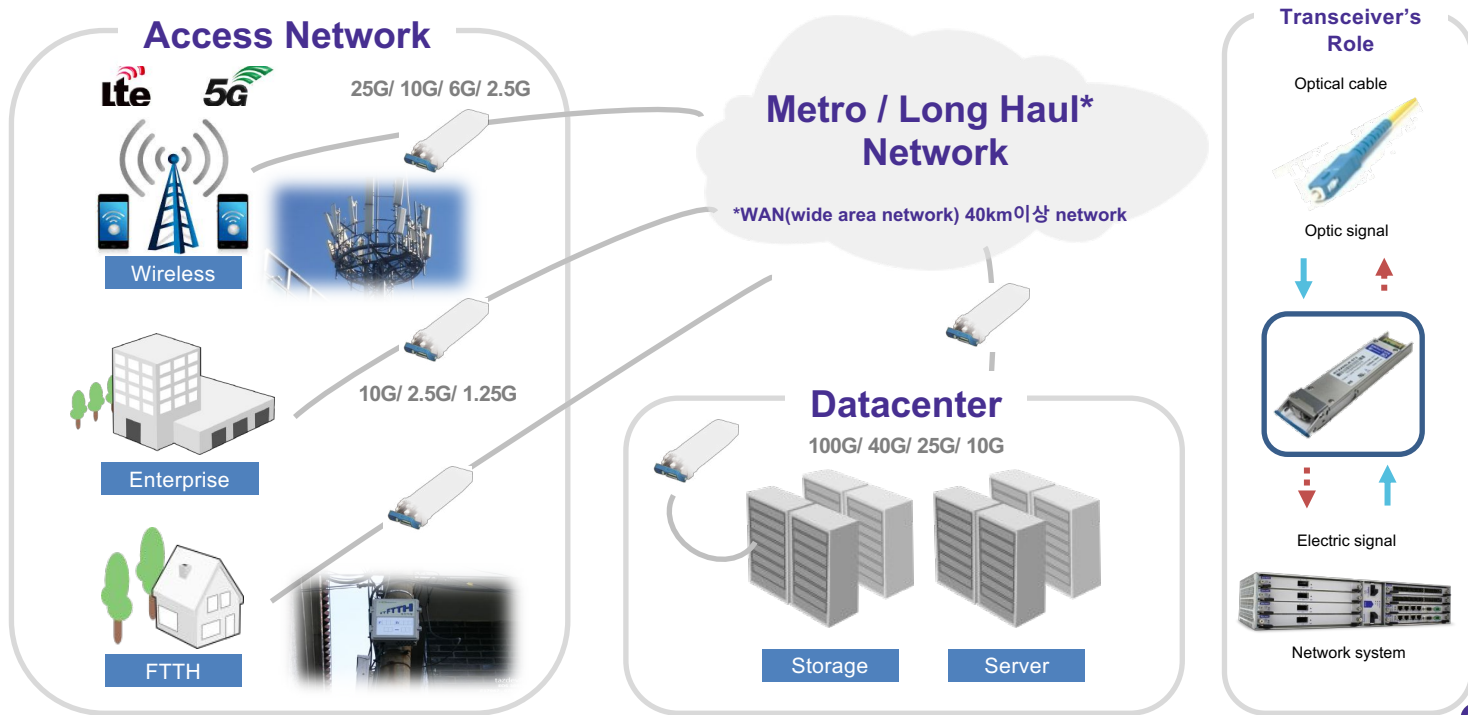 Access Network
Lte
5G
25G/ 10G/ 6G/ 2.5G
Wireless
10G/ 2.5G/ 1.25G
Enterprise
FTTH
FTTH
Metro / Long Haul*
Network
*WAN(wide area network) 40km이상 network
Datacenter
100G/ 40G/ 25G/ 10G
Storage
Server
Transceiver's
Role
Optical cable
Optic signal
Electric signal
Network system